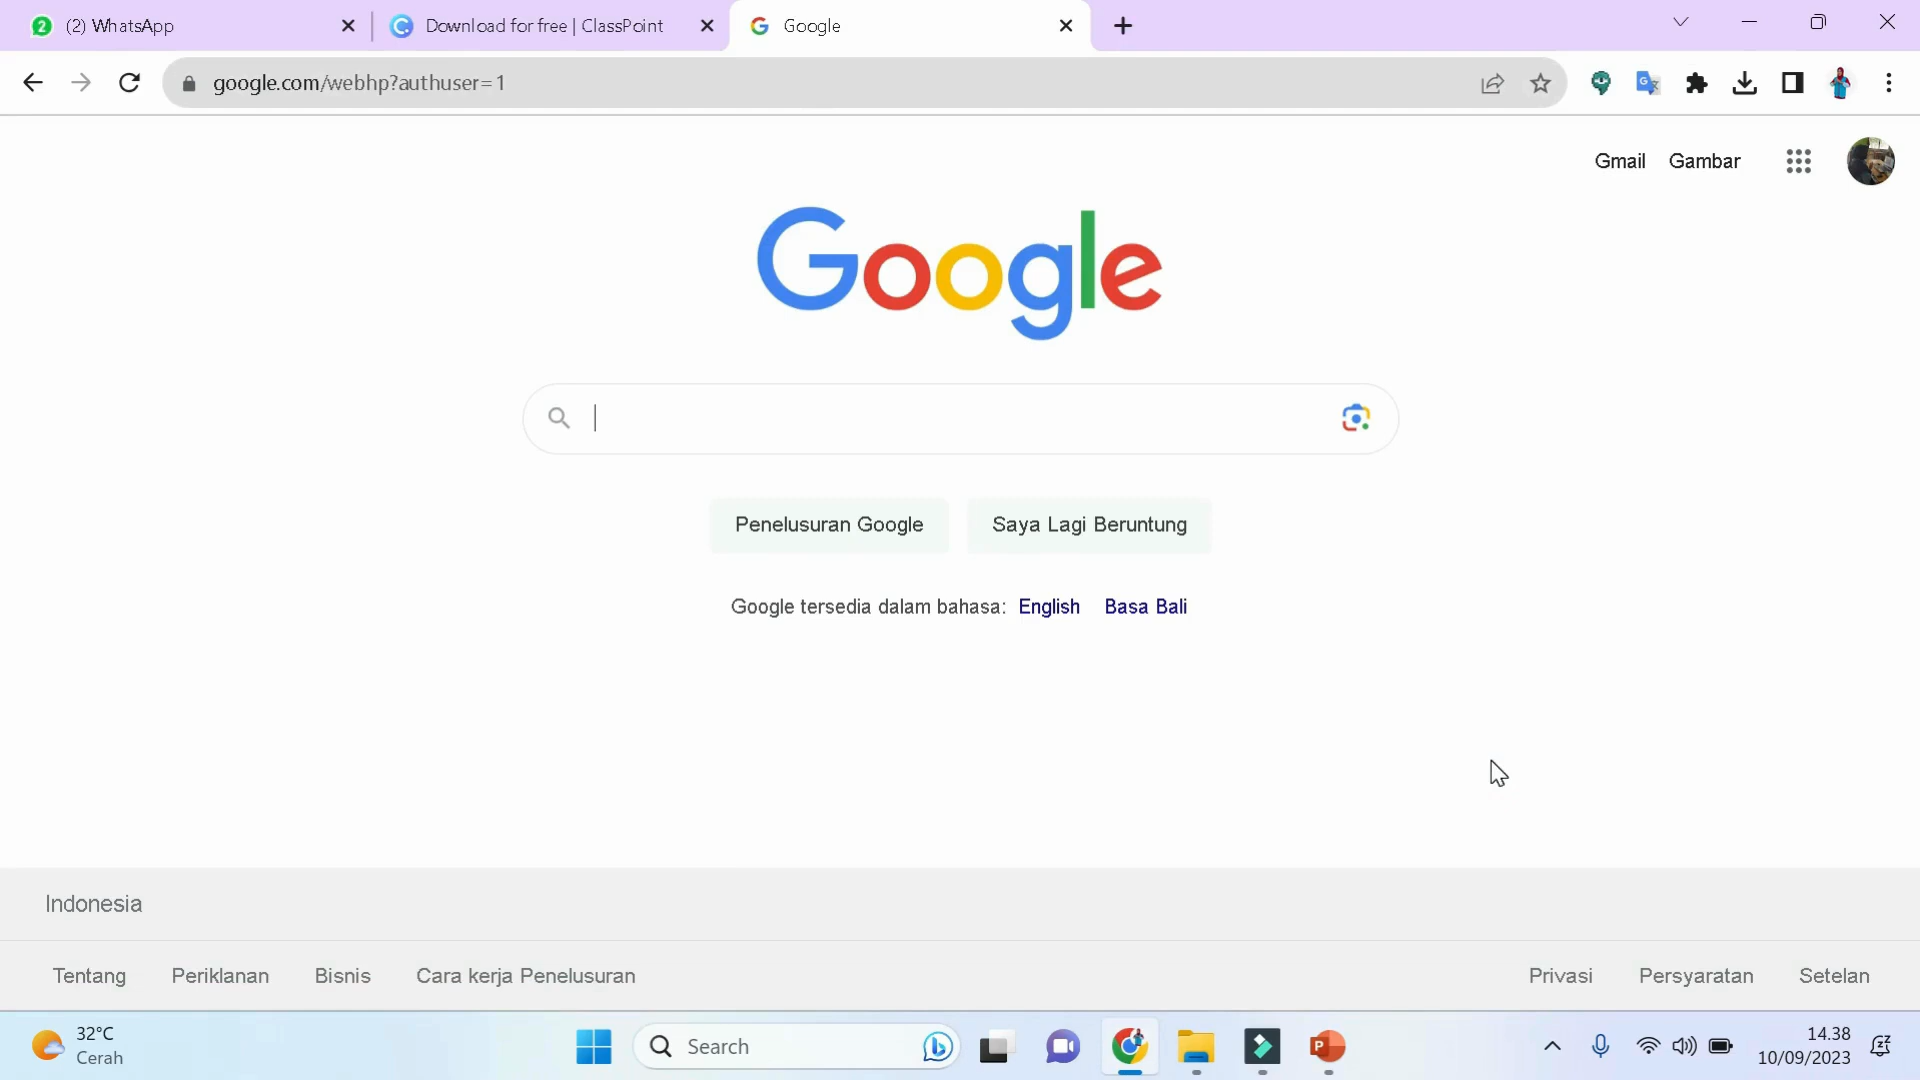 (2) WhatsApp
Download for free | ClassPoint
Google
google.com/webhp?authuser=1
Gmail Gambar
Google
Penelusuran Google Saya Lagi Beruntung
Google tersedia dalam bahasa: English Basa Bali
Indonesia
Tentang Periklanan Bisnis Cara kerja Penelusuran Privasi Persyaratan Setelan
32°C
Cerah
Search
14.38
10/09/2023